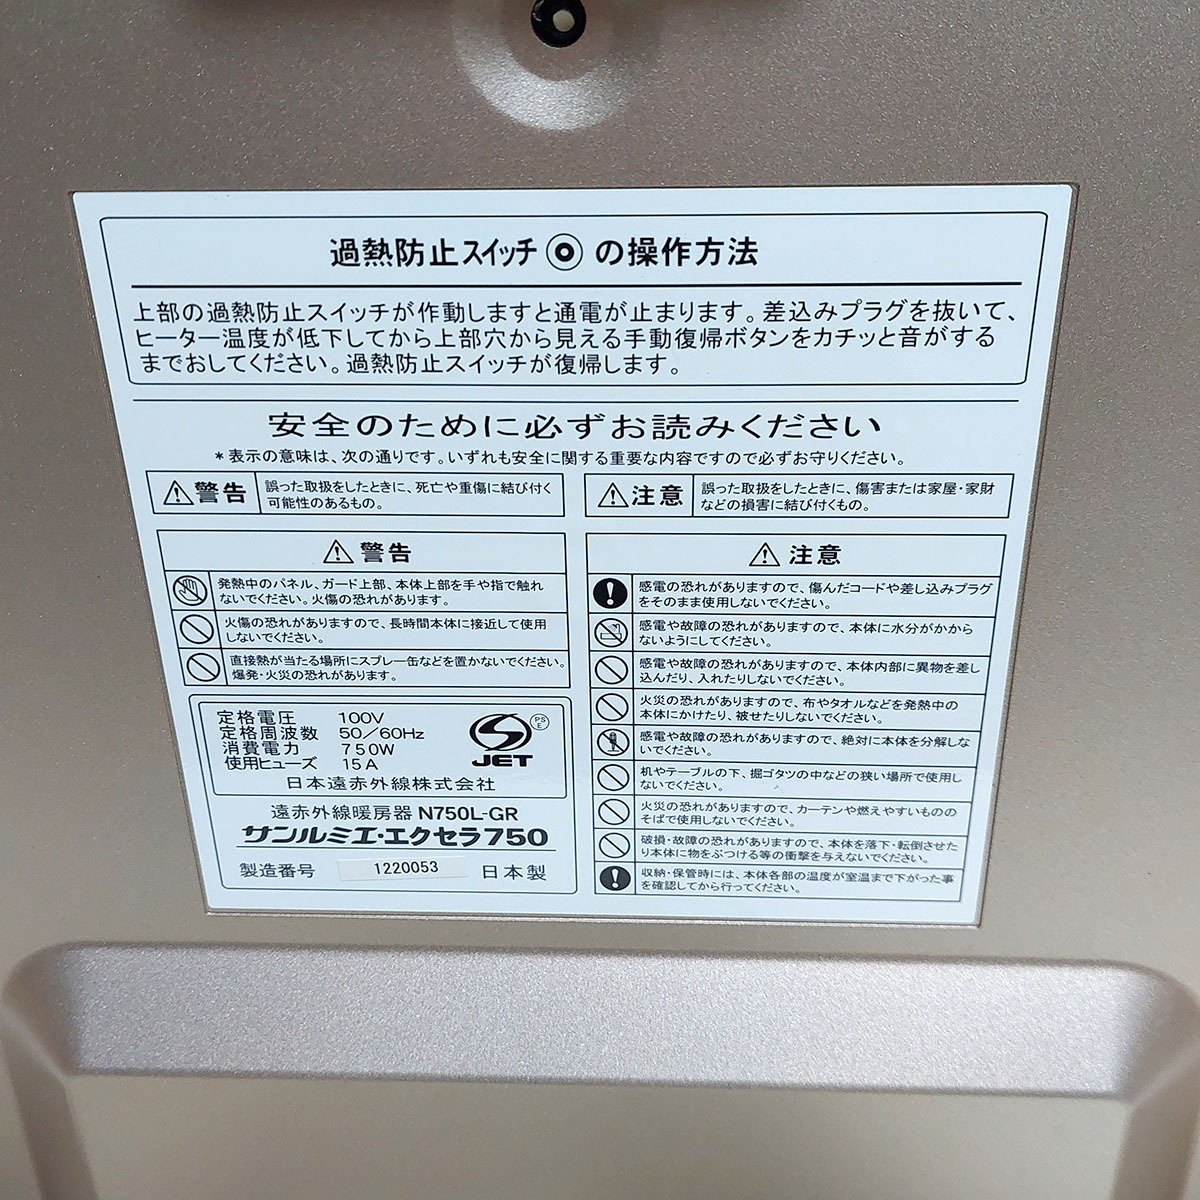 過熱防止スイッチ◎の操作方法
上部の過熱防止スイッチが作動しますと通電が止まります。差込みプラグを抜いて、
ヒーター温度が低下してから上部穴から見える手動復帰ボタンをカチッと音がする
までおしてください。過熱防止スイッチが復帰します。
安全のために必ずお読みください
*表示の意味は、次の通りです。いずれも安全に関する重要な内容ですので必ずお守りください。
警告
誤った取扱をしたときに、死亡や重傷に結び付く
可能性のあるもの。
注意
誤った取扱をしたときに、傷害または家屋・家財
などの損害に結び付くもの。
警告
発熱中のパネル、ガード上部、本体上部を手や指で触れ
ないでください。火傷の恐れがあります。
火傷の恐れがありますので、長時間本体に接近して使用
しないでください。
直接熱が当たる場所にスプレー缶などを置かないでください。
爆発・火災の恐れがあります。
定格電圧 100V
定格周波数 50/60Hz
消費電力 750W
使用ヒューズ 15A
PS
E
JET
日本遠赤外線株式会社
遠赤外線暖房器 N750L-GR
サンルミエ・エクセラ750
製造番号 1220053 日本製
注意
感電の恐れがありますので、傷んだコードや差し込みプラグ
をそのまま使用しないでください。
感電や故障の恐れがありますので、本体に水分がかから
ないようにしてください。
感電や故障の恐れがありますので、本体内部に異物を差し
込んだり、入れたりしないでください。
火災の恐れがありますので、布やタオルなどを発熱中の
本体にかけたり、被せたりしないでください。
感電や故障の恐れがありますので、絶対に本体を分解しな
いでください。
机やテーブルの下、掘ゴタツの中などの狭い場所で使用し
ないでください。
火災の恐れがありますので、カーテンや燃えやすいものの
そばで使用しないでください。
破損・故障の恐れがありますので、本体を落下・転倒させた
り本体に物をぶつける等の衝撃を与えないでください。
収納・保管時には、本体各部の温度が室温まで下がった事
を確認してから行ってください。